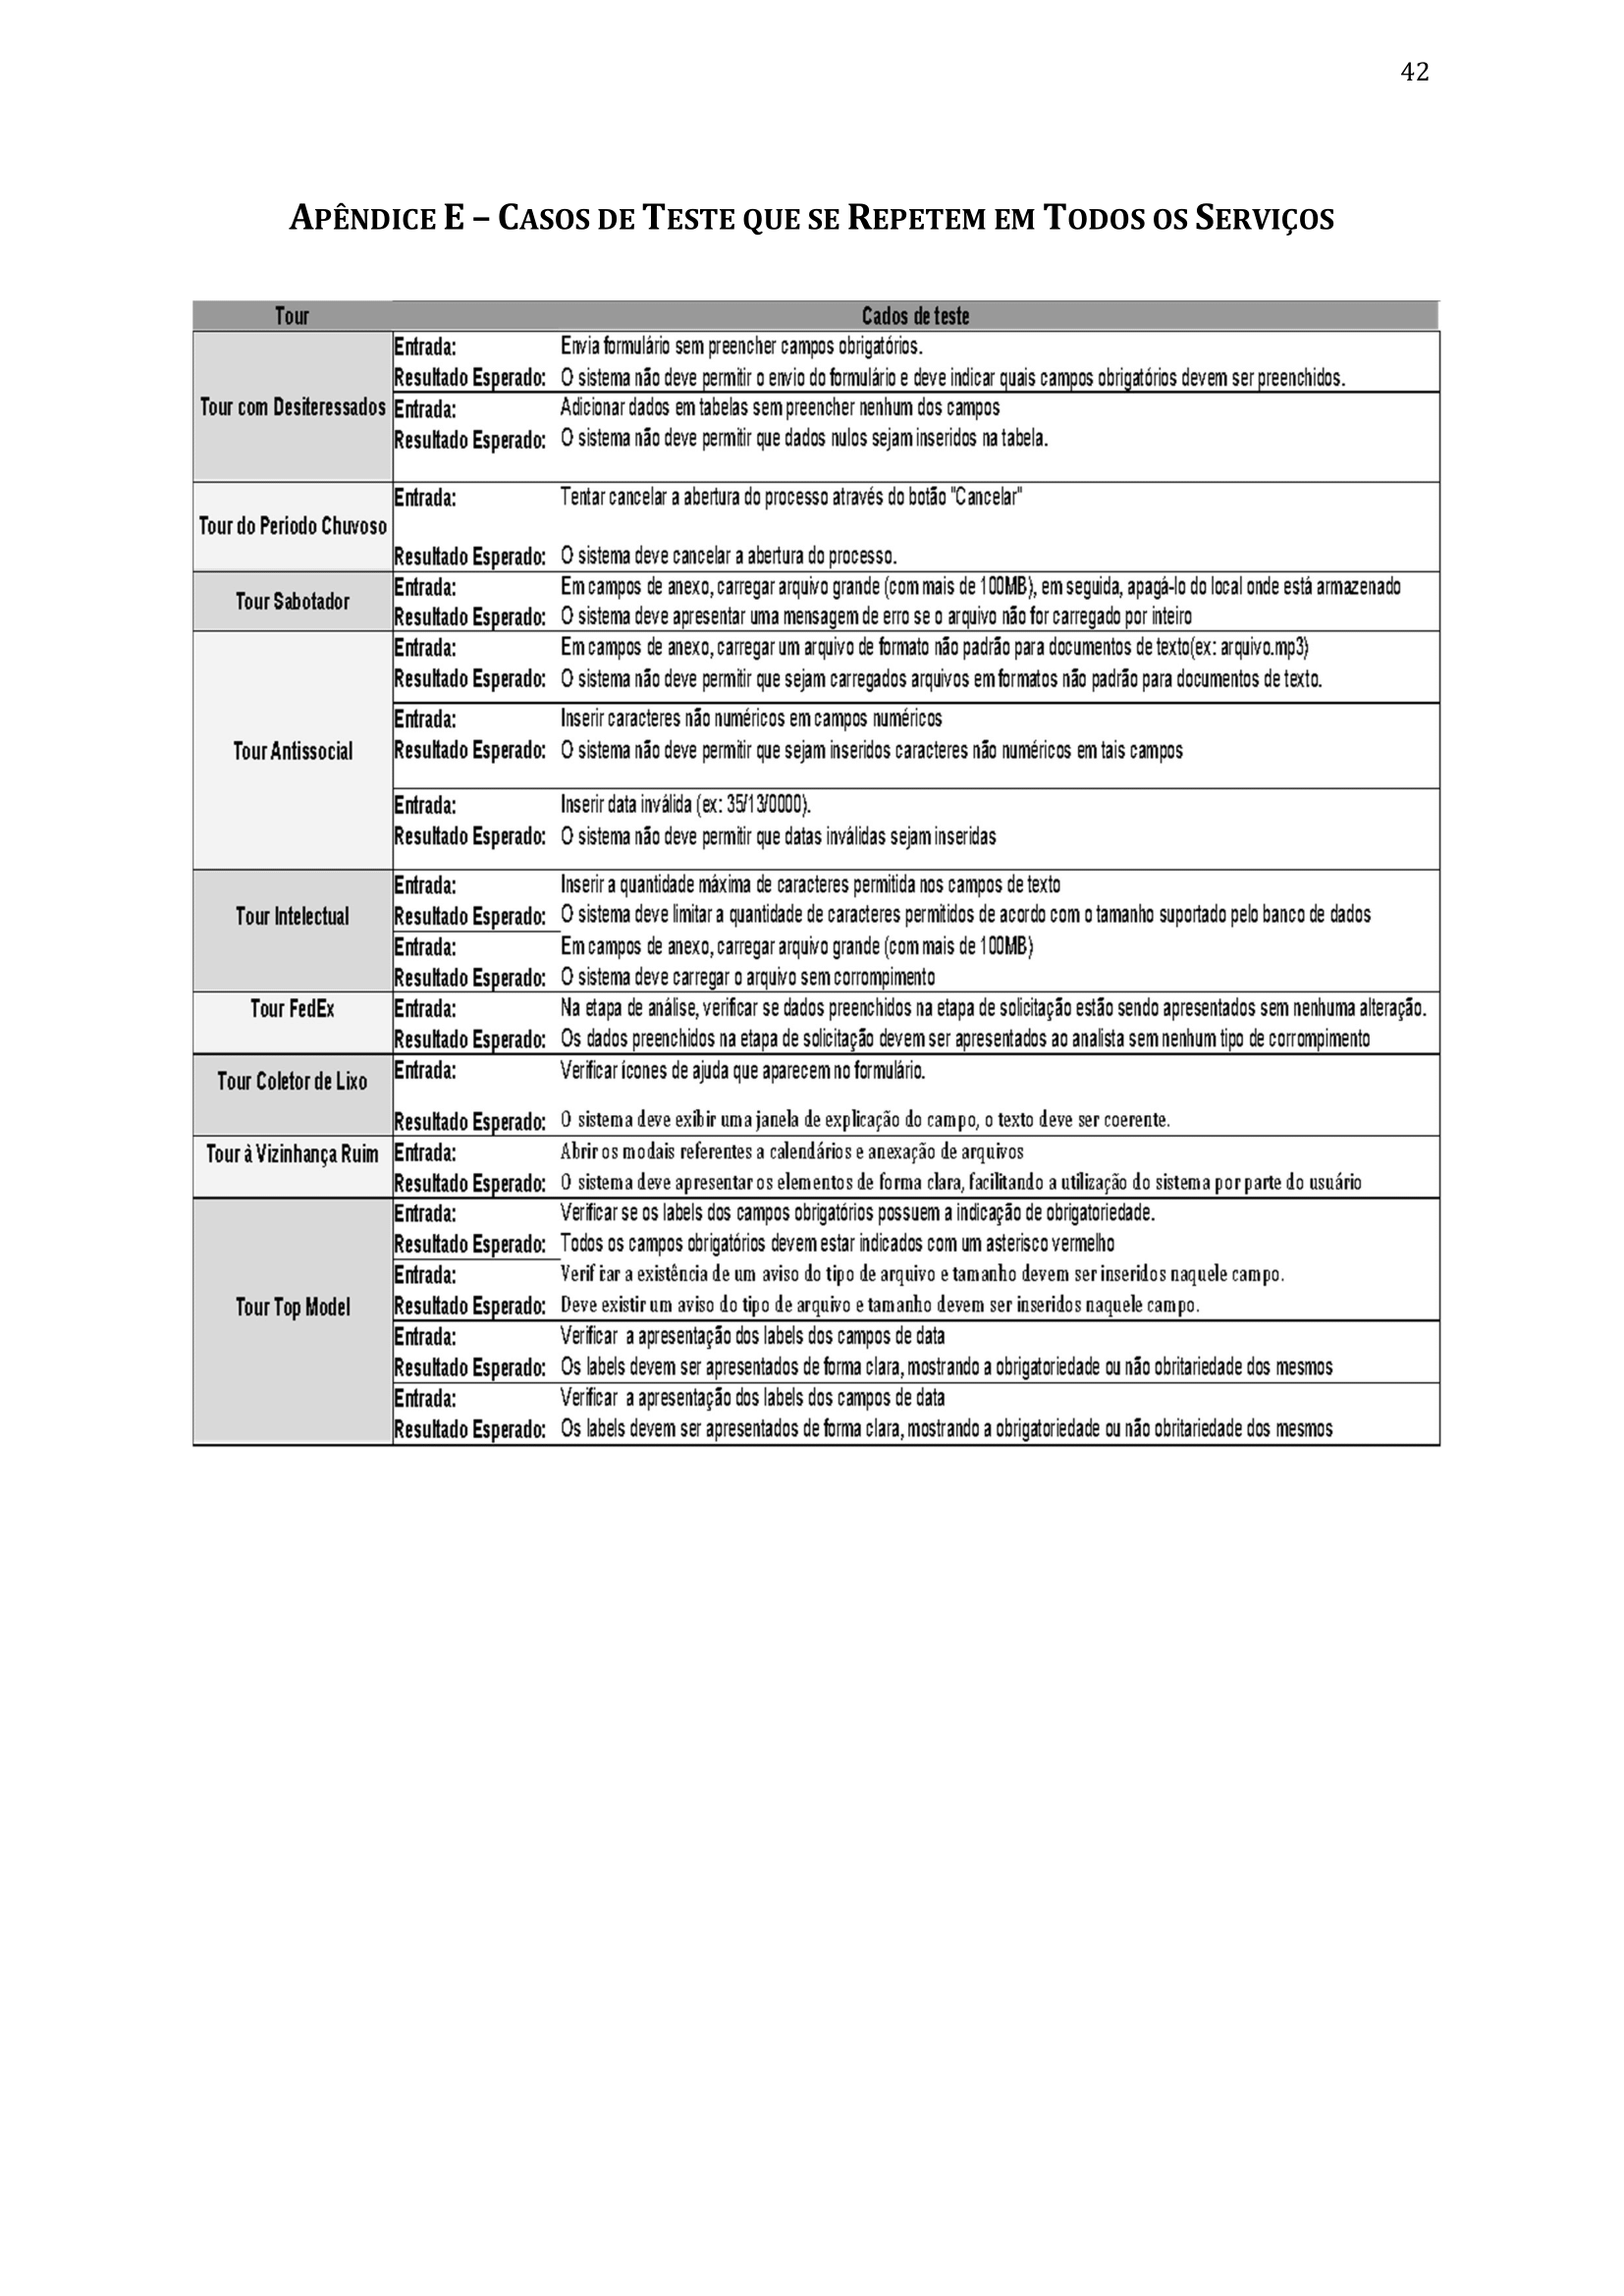 42
APÊNDICE E – CASOS DE TESTE QUE SE REPETEM EM TODOS OS SERVIÇOS
Tour Cados de teste
Tour com Desiteressados
Entrada: Envia formulário sem preencher campos obrigatórios.
Resultado Esperado: O sistema não deve permitir o envio do formulário e deve indicar quais campos obrigatórios devem ser preenchidos.
Entrada: Adicionar dados em tabelas sem preencher nenhum dos campos
Resultado Esperado: O sistema não deve permitir que dados nulos sejam inseridos na tabela.
Tour do Periodo Chuvoso
Entrada: Tentar cancelar a abertura do processo através do botão "Cancelar"
Resultado Esperado: O sistema deve cancelar a abertura do processo.
Tour Sabotador
Entrada: Em campos de anexo, carregar arquivo grande (com mais de 100MB), em seguida, apagá-lo do local onde está armazenado
Resultado Esperado: O sistema deve apresentar uma mensagem de erro se o arquivo não for carregado por inteiro
Tour Antissocial
Entrada: Em campos de anexo, carregar um arquivo de formato não padrão para documentos de texto(ex: arquivo.mp3)
Resultado Esperado: O sistema não deve permitir que sejam carregados arquivos em formatos não padrão para documentos de texto.
Entrada: Inserir caracteres não numéricos em campos numéricos
Resultado Esperado: O sistema não deve permitir que sejam inseridos caracteres não numéricos em tais campos
Entrada: Inserir data inválida (ex: 35/13/0000).
Resultado Esperado: O sistema não deve permitir que datas inválidas sejam inseridas
Tour Intelectual
Entrada: Inserir a quantidade máxima de caracteres permitida nos campos de texto
Resultado Esperado: O sistema deve limitar a quantidade de caracteres permitidos de acordo com o tamanho suportado pelo banco de dados
Entrada: Em campos de anexo, carregar arquivo grande (com mais de 100MB)
Resultado Esperado: O sistema deve carregar o arquivo sem corrompimento
Tour FedEx
Entrada: Na etapa de análise, verificar se dados preenchidos na etapa de solicitação estão sendo apresentados sem nenhuma alteração.
Resultado Esperado: Os dados preenchidos na etapa de solicitação devem ser apresentados ao analista sem nenhum tipo de corrompimento
Tour Coletor de Lixo
Entrada: Verificar ícones de ajuda que aparecem no formulário.
Resultado Esperado: O sistema deve exibir uma janela de explicação do campo, o texto deve ser coerente.
Tour à Vizinhança Ruim
Entrada: Abrir os modais referentes a calendários e anexação de arquivos
Resultado Esperado: O sistema deve apresentar os elementos de forma clara, facilitando a utilização do sistema por parte do usuário
Tour Top Model
Entrada: Verificar se os labels dos campos obrigatórios possuem a indicação de obrigatoriedade.
Resultado Esperado: Todos os campos obrigatórios devem estar indicados com um asterisco vermelho
Entrada: Verificar a existência de um aviso do tipo de arquivo e tamanho devem ser inseridos naquele campo.
Resultado Esperado: Deve existir um aviso do tipo de arquivo e tamanho devem ser inseridos naquele campo.
Entrada: Verificar a apresentação dos labels dos campos de data
Resultado Esperado: Os labels devem ser apresentados de forma clara, mostrando a obrigatoriedade ou não obritariedade dos mesmos
Entrada: Verificar a apresentação dos labels dos campos de data
Resultado Esperado: Os labels devem ser apresentados de forma clara, mostrando a obrigatoriedade ou não obritariedade dos mesmos